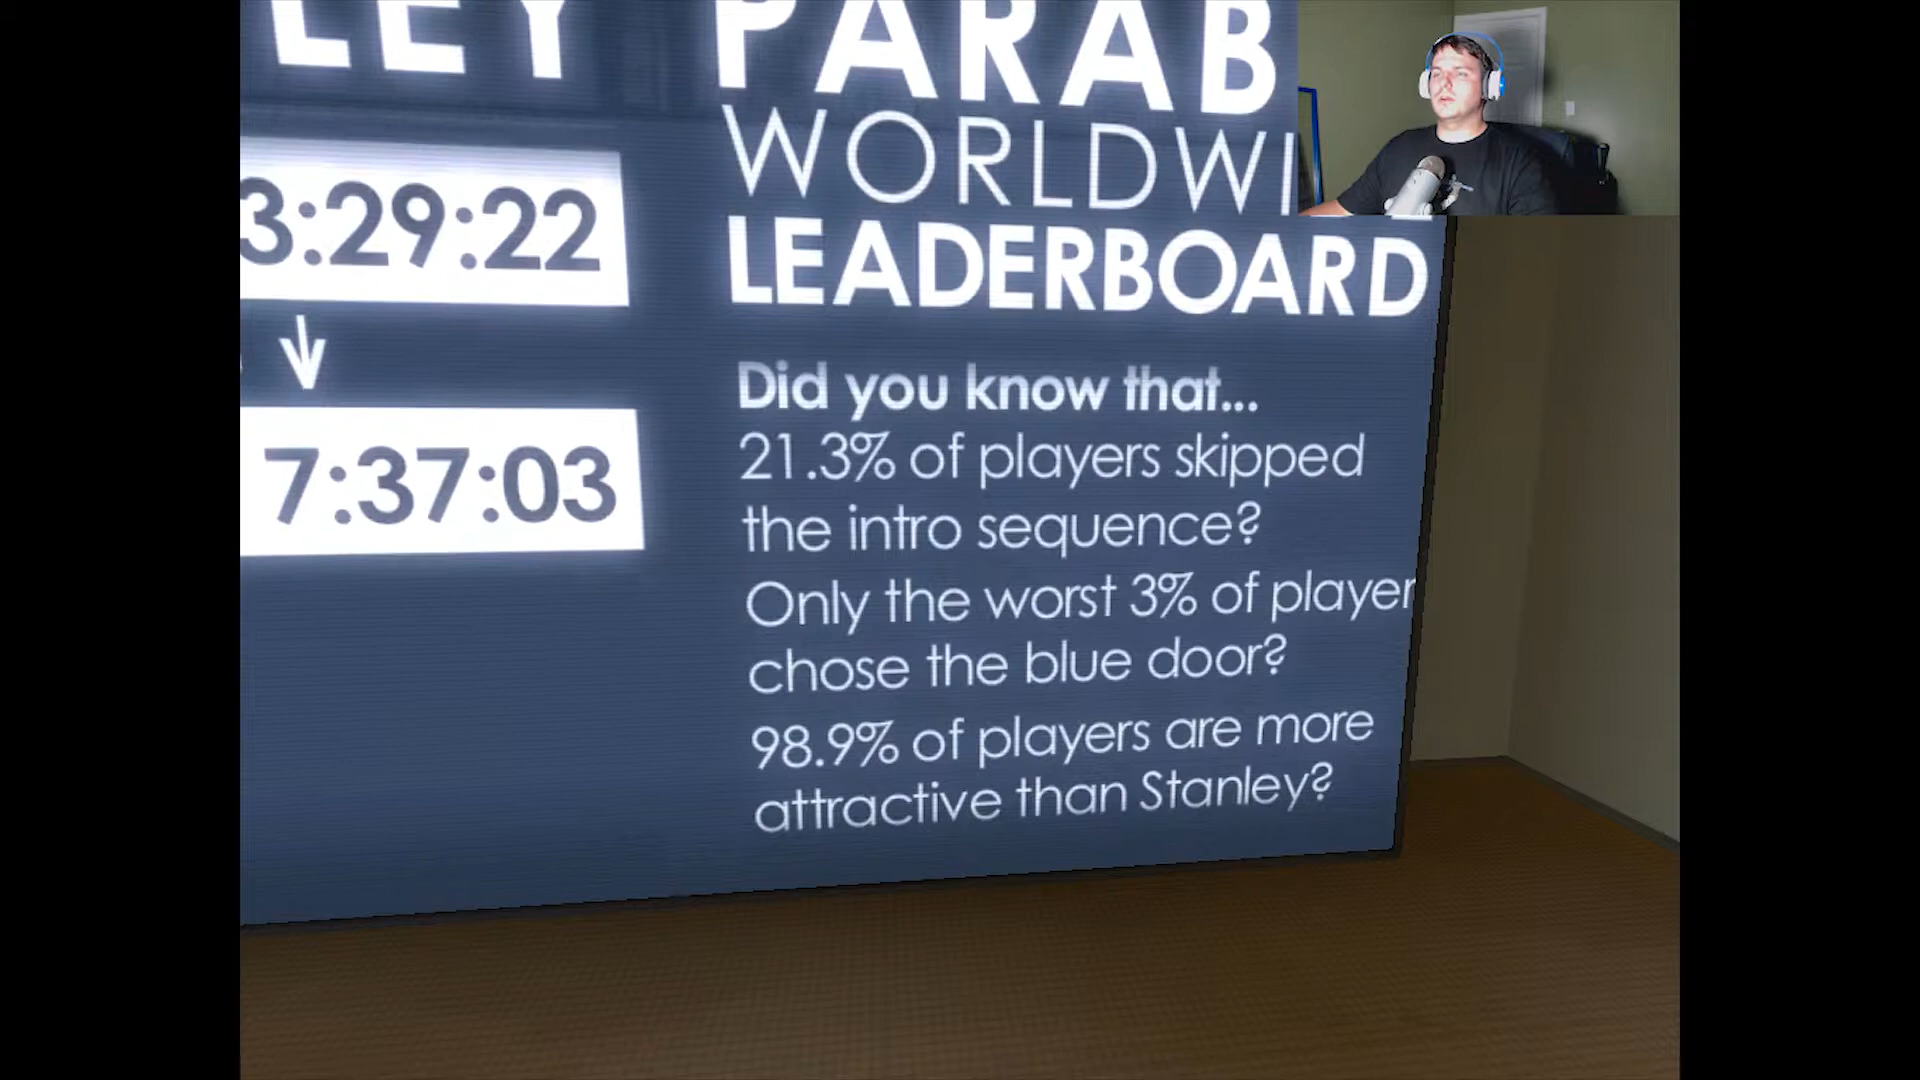 LEY PARAB
WORLDWI
LEADERBOARD
3:29:22
7:37:03
Did you know that...
21.3% of players skipped
the intro sequence?
Only the worst 3% of player
chose the blue door?
98.9% of players are more
attractive than Stanley?